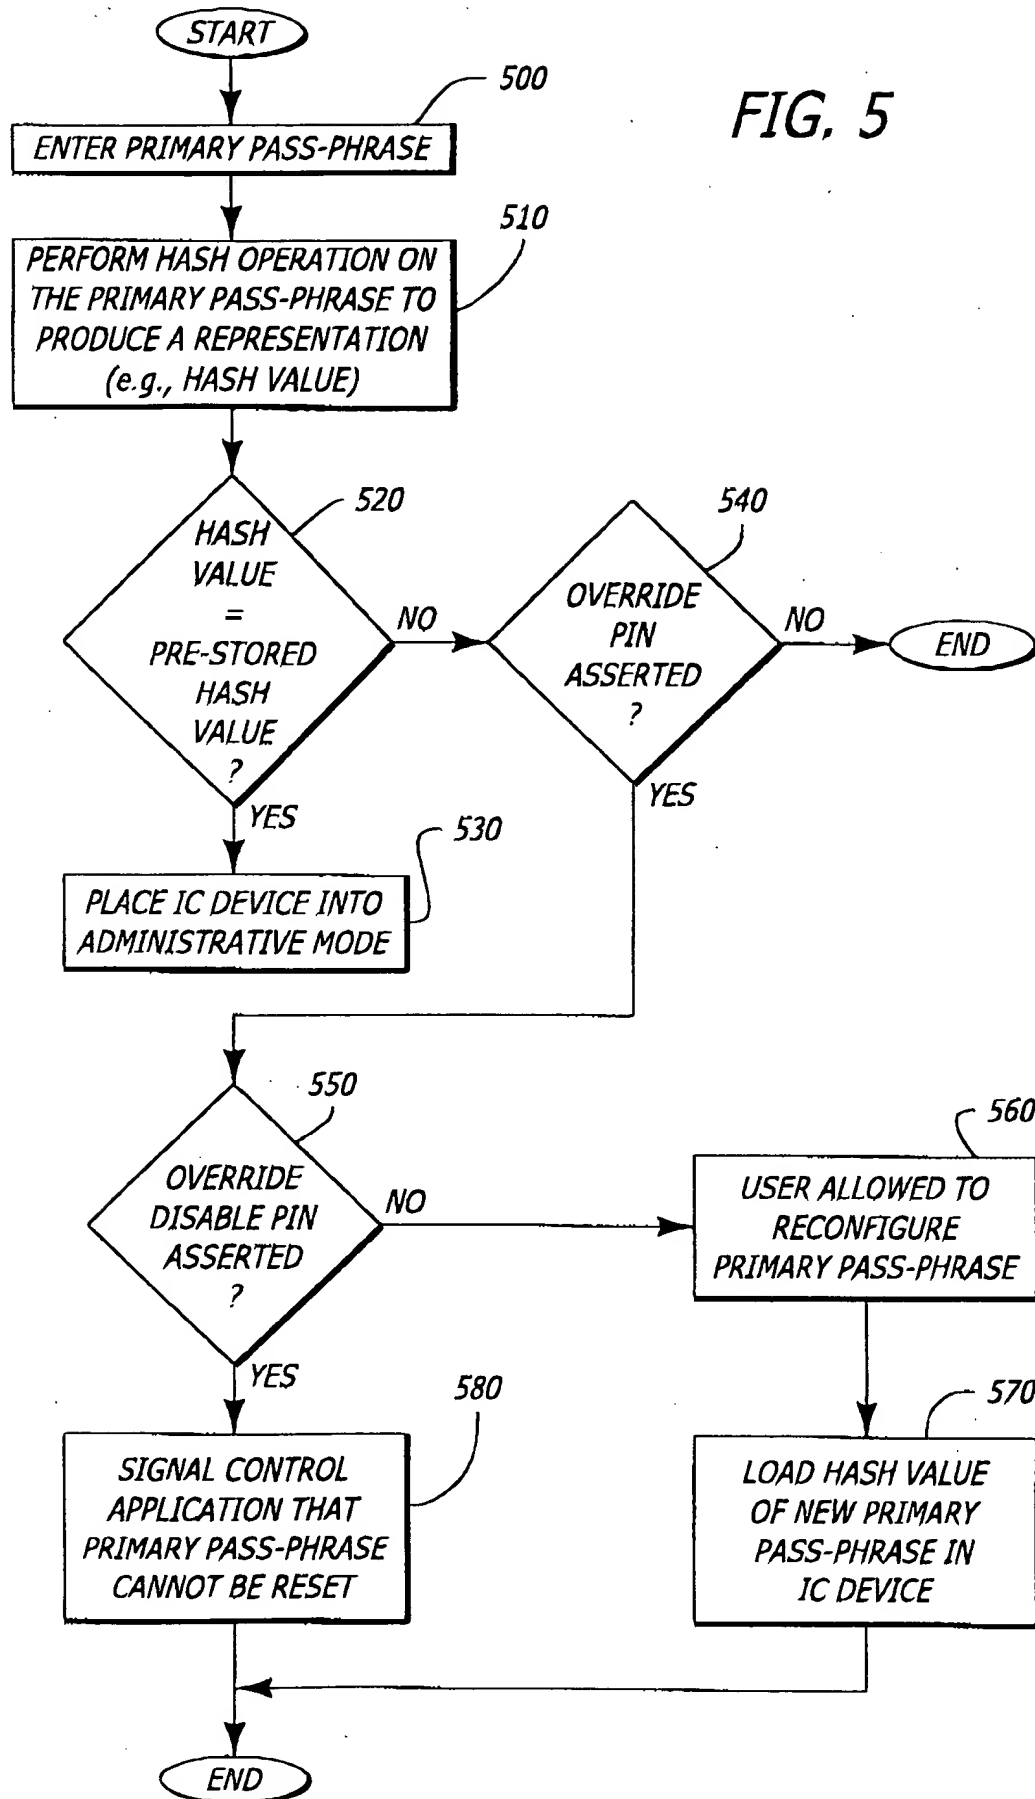 START
500
FIG. 5
ENTER PRIMARY PASS-PHRASE
510
PERFORM HASH OPERATION ON
THE PRIMARY PASS-PHRASE TO
PRODUCE A REPRESENTATION
(e.g., HASH VALUE)
520
HASH
VALUE
=
PRE-STORED
HASH
VALUE
?
NO
540
OVERRIDE
PIN
ASSERTED
?
NO
END
YES
YES
530
PLACE IC DEVICE INTO
ADMINISTRATIVE MODE
550
OVERRIDE
DISABLE PIN
ASSERTED
?
NO
560
USER ALLOWED TO
RECONFIGURE
PRIMARY PASS-PHRASE
YES
580
SIGNAL CONTROL
APPLICATION THAT
PRIMARY PASS-PHRASE
CANNOT BE RESET
570
LOAD HASH VALUE
OF NEW PRIMARY
PASS-PHRASE IN
IC DEVICE
END